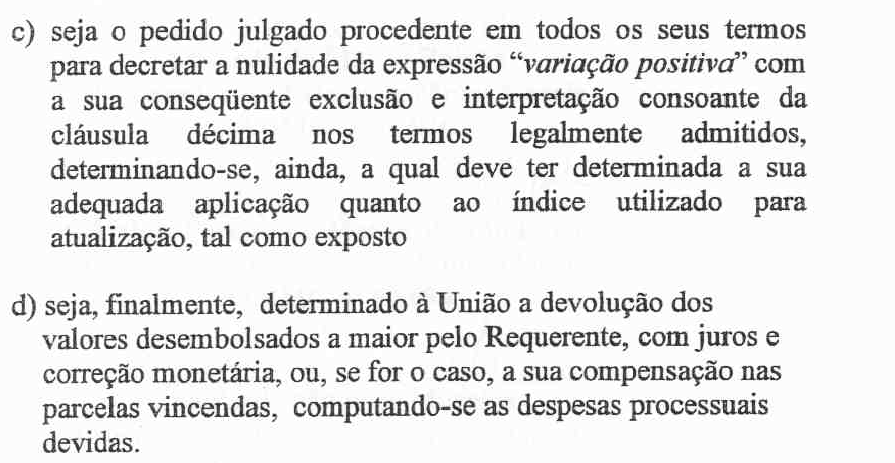 c) seja o pedido julgado procedente em todos os seus termos
para decretar a nulidade da expressão “variação positiva” com
a sua conseqüente exclusão e interpretação consoante da
cláusula décima nos termos legalmente admitidos,
determinando-se, ainda, a qual deve ter determinada a sua
adequada aplicação quanto ao índice utilizado para
atualização, tal como exposto
d) seja, finalmente, determinado à União a devolução dos
valores desembolsados a maior pelo Requerente, com juros e
correção monetária, ou, se for o caso, a sua compensação nas
parcelas vincendas, computando-se as despesas processuais
devidas.